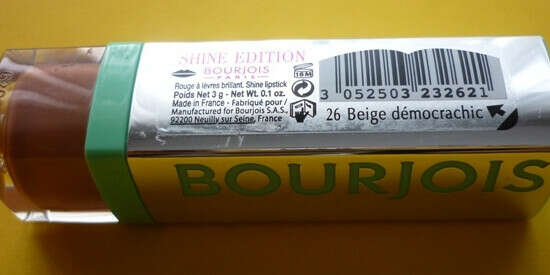 SHINE EDITION
BOURJOIS
PARIS
Rouge à lèvres brillant. Shine lipstick
Poids Net 3 g - Net Wt. 0.1 oz.
Made in France - Fabriqué pour /
Manufactured for Bourjois S.A.S.,
92200 Neuilly sur Seine, France
18M
3 052503 232621
26 Beige démocrachic
BOURJOIS